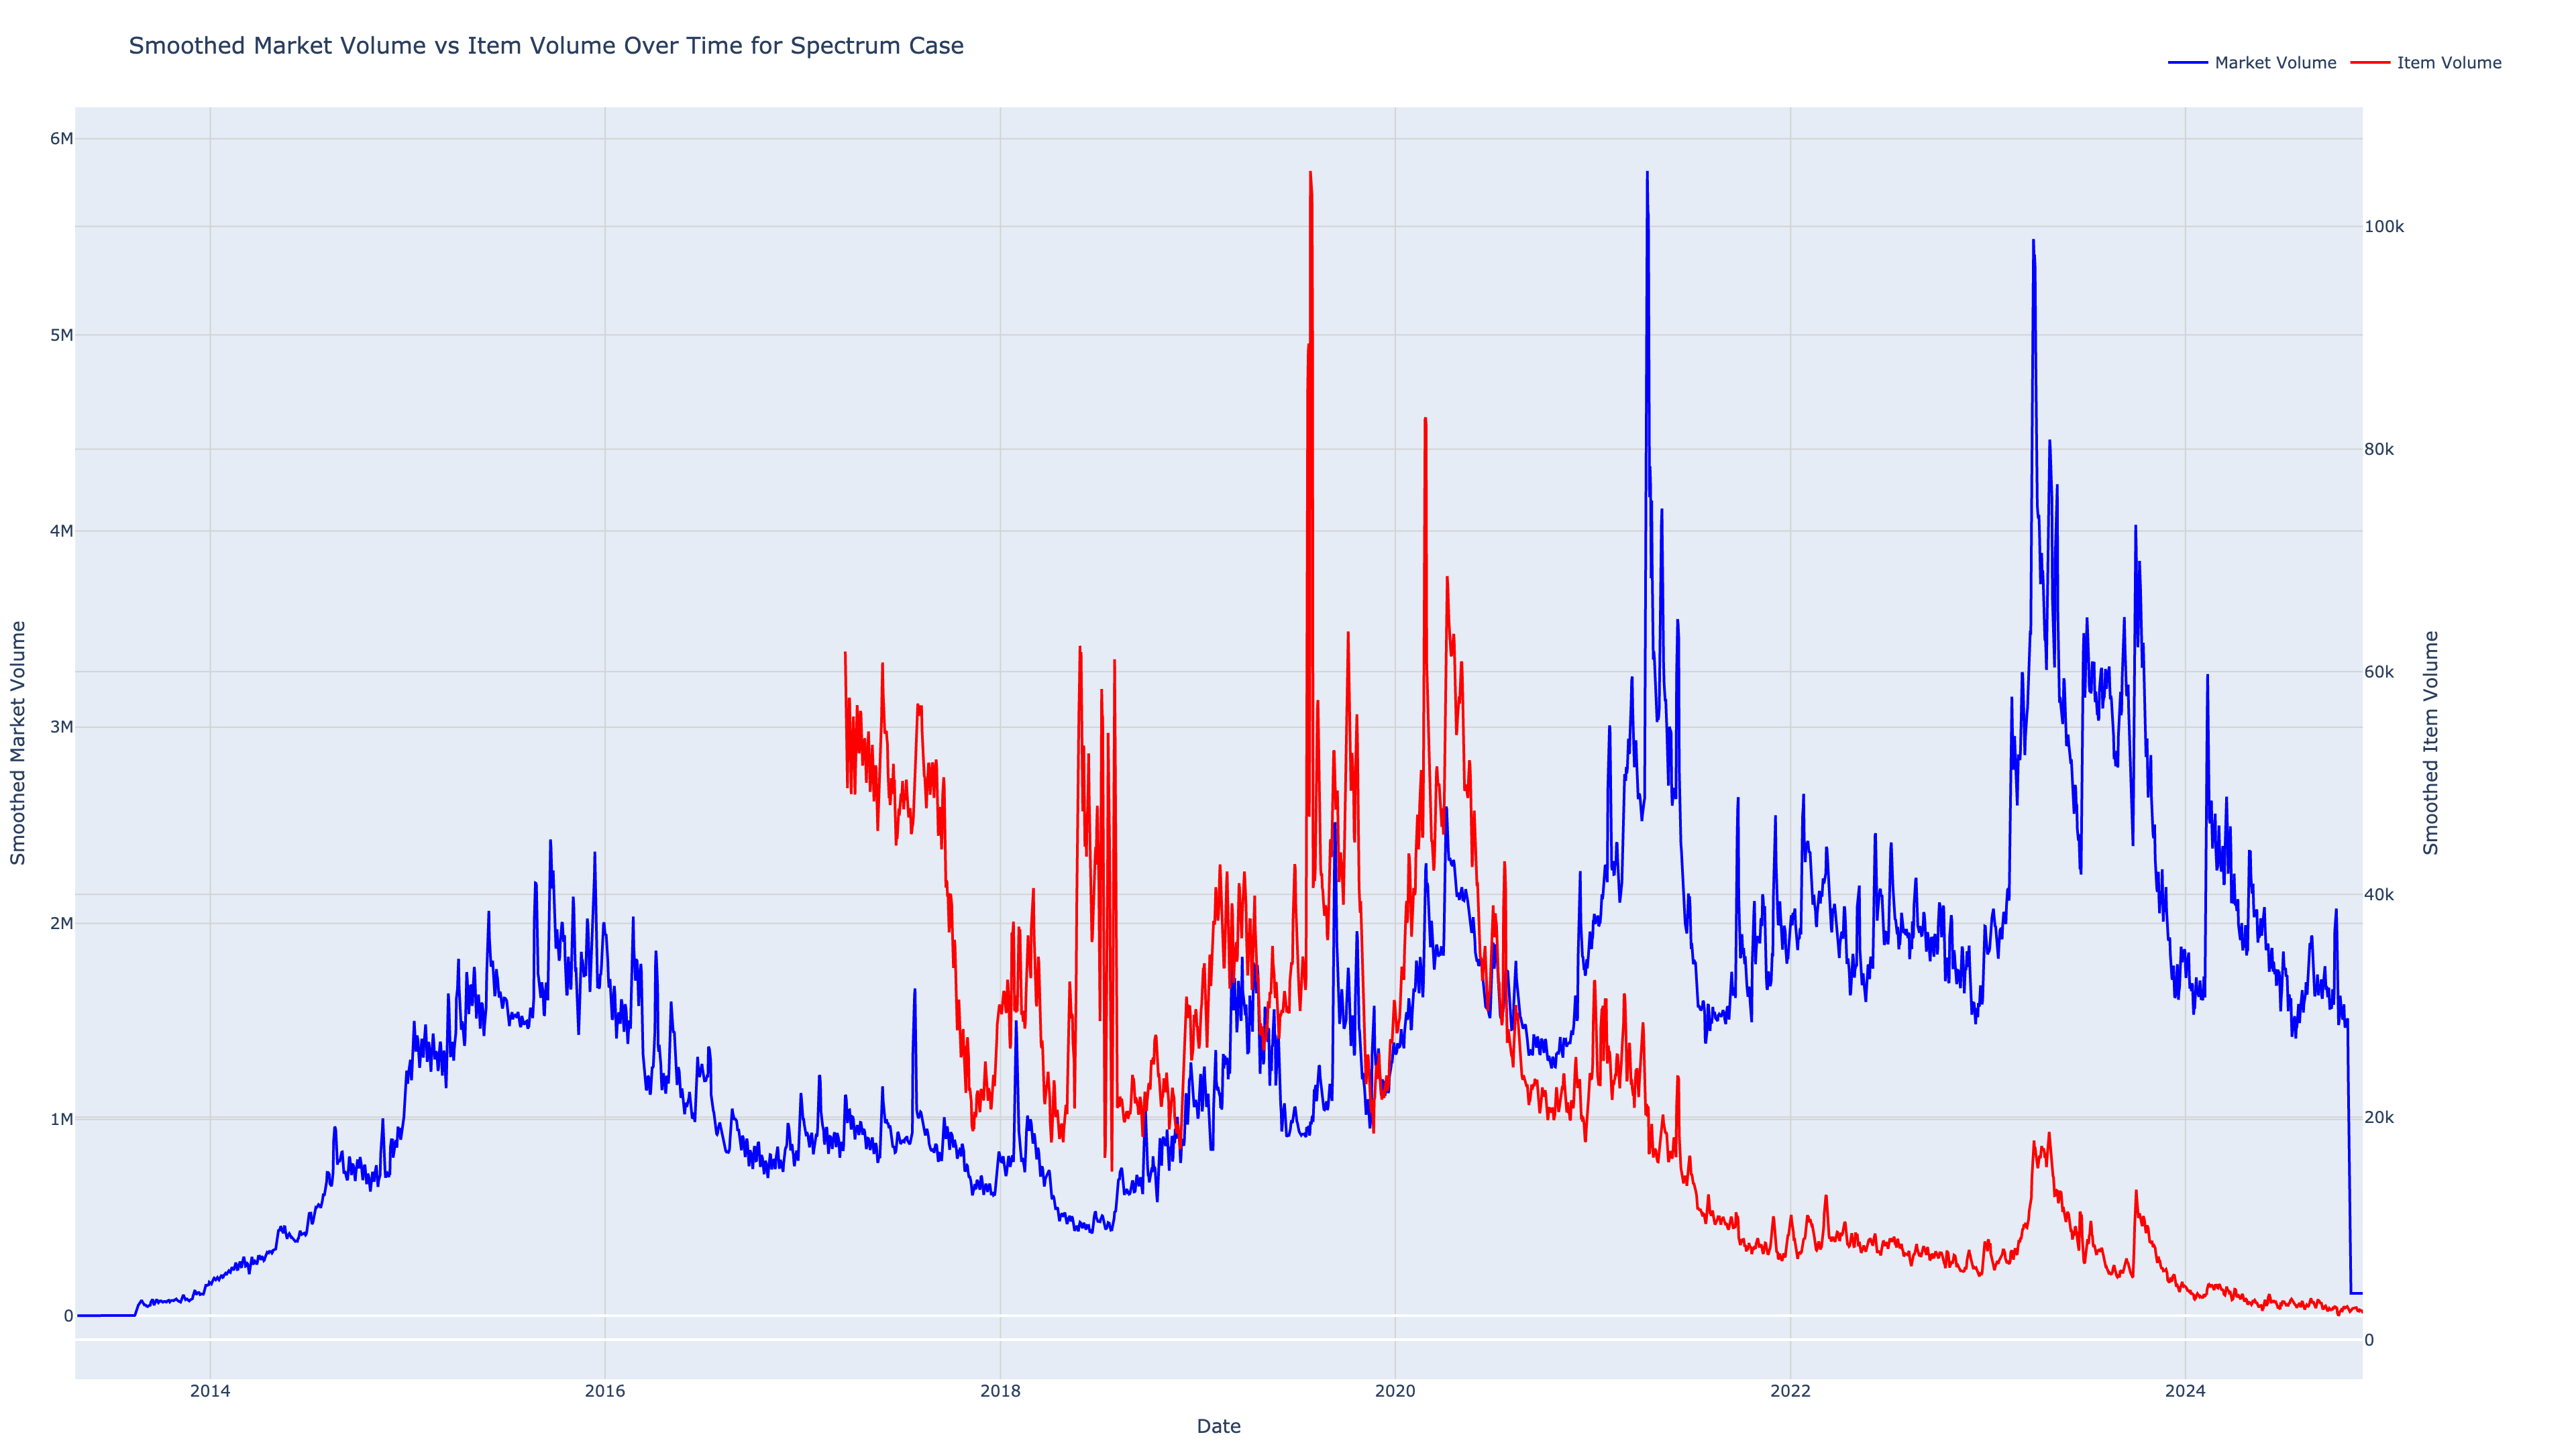 Smoothed Market Volume vs Item Volume Over Time for Spectrum Case
Market Volume
Item Volume
6M
5M
4M
3M
2M
1M
0
Smoothed Market Volume
100k
80k
60k
40k
20k
0
Smoothed Item Volume
2014
2016
2018
2020
2022
2024
Date